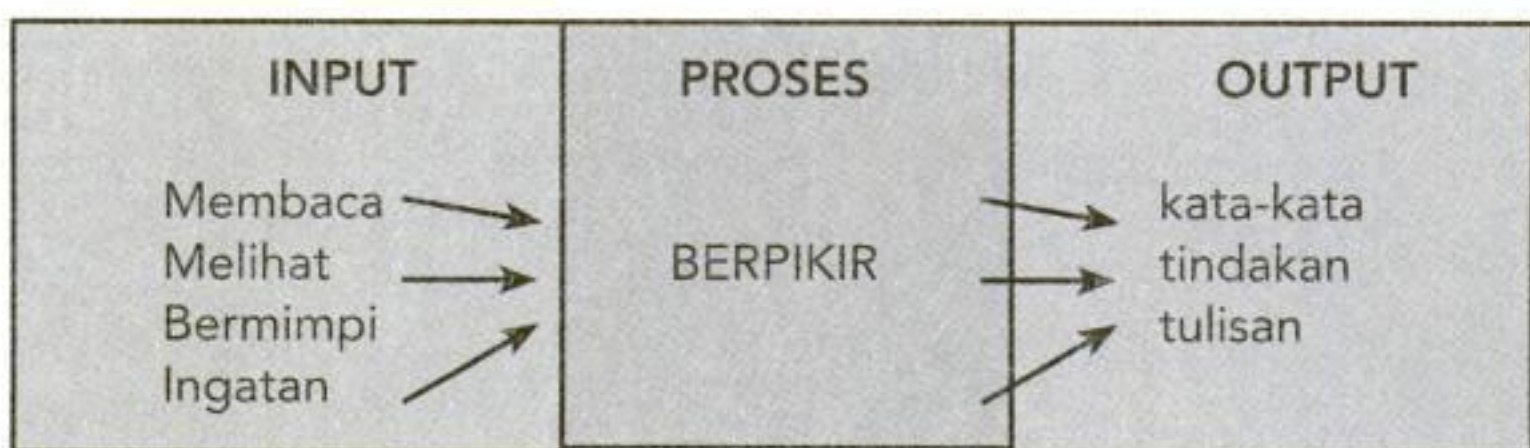 INPUT
PROSES
OUTPUT
Membaca
Melihat
Bermimpi
Ingatan
BERPIKIR
kata-kata
tindakan
tulisan